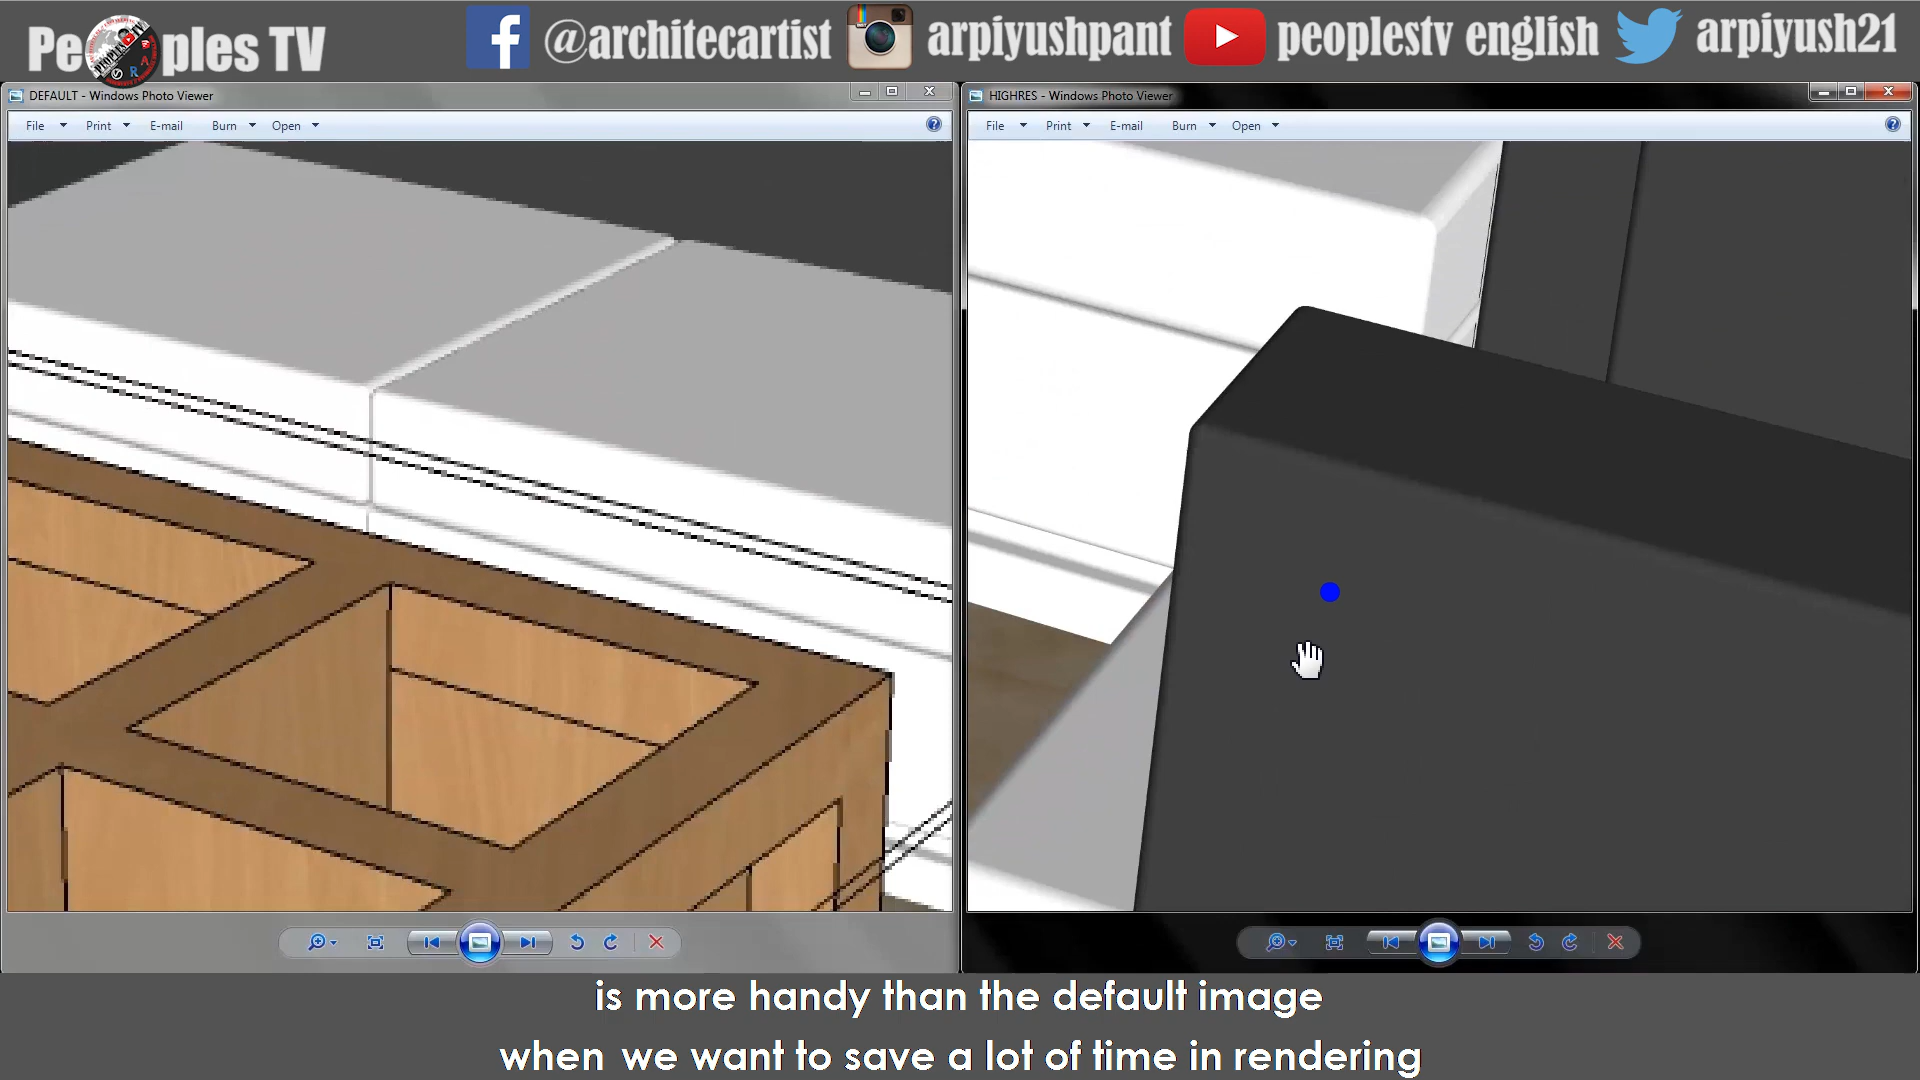 Peoples TV
@architecartist
arpiyushpant
peoplestv english
arpiyush21
DEFAULT - Windows Photo Viewer
File Print E-mail Burn Open
HIGHRES - Windows Photo Viewer
File Print E-mail Burn Open
is more handy than the default image
when we want to save a lot of time in rendering